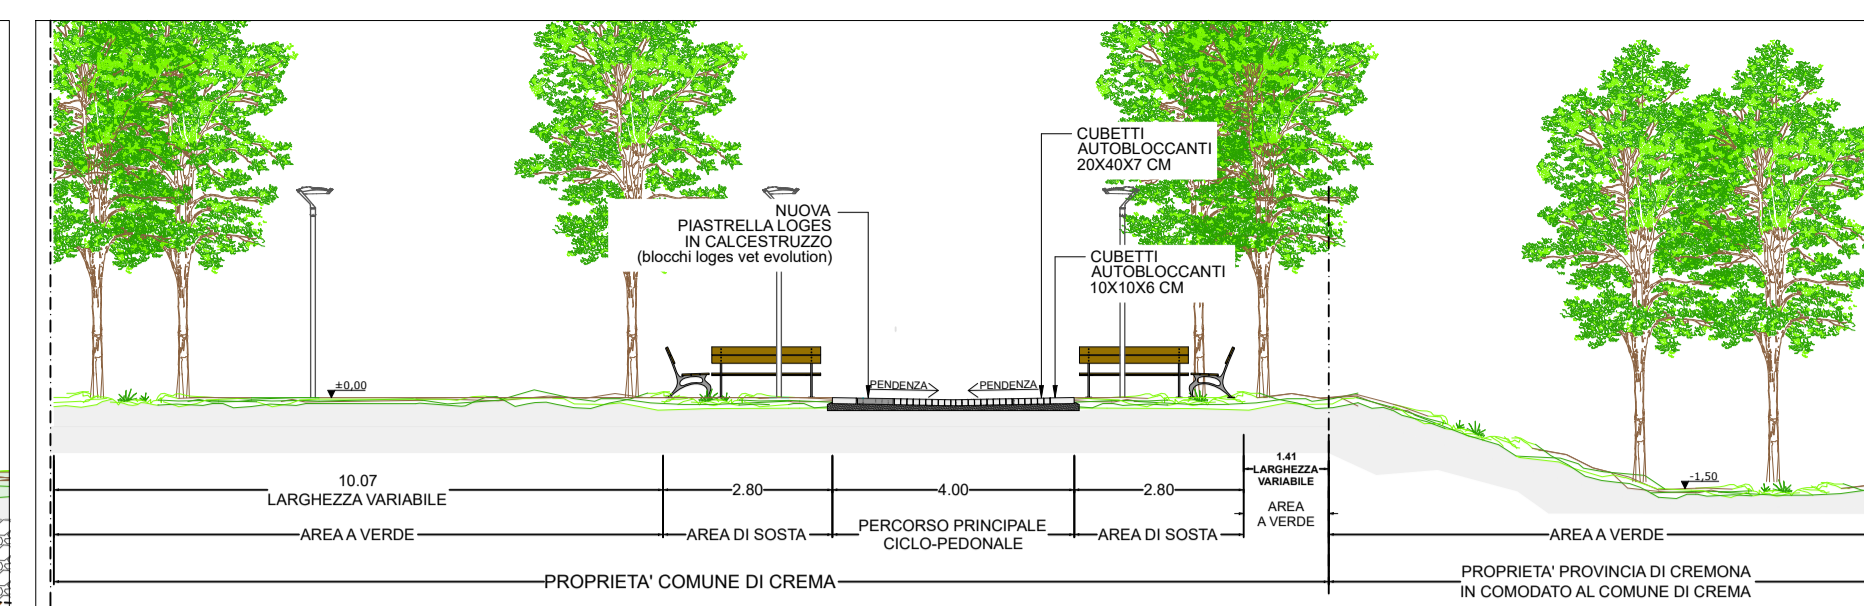 CUBETTI
AUTOBLOCCANTI
20X40X7 CM
NUOVA
PIASTRELLA LOGES
IN CALCESTRUZZO
(blocchi loges vet evolution)
CUBETTI
AUTOBLOCCANTI
10X10X6 CM
±0,00
PENDENZA
PENDENZA
-1,50
10.07
LARGHEZZA VARIABILE
2.80
4.00
2.80
1.41
LARGHEZZA
VARIABILE
AREA A VERDE
AREA DI SOSTA
PERCORSO PRINCIPALE
CICLO-PEDONALE
AREA DI SOSTA
AREA
A VERDE
AREA A VERDE
PROPRIETA' COMUNE DI CREMA
PROPRIETA' PROVINCIA DI CREMONA
IN COMODATO AL COMUNE DI CREMA